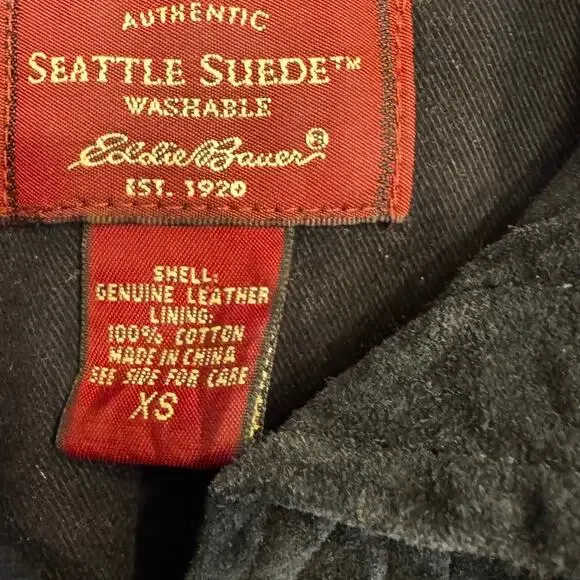 AUTHENTIC
SEATTLE SUEDE™
WASHABLE
Eddie Bauer®
EST. 1920
SHELL:
GENUINE LEATHER
LINING:
100% COTTON
MADE IN CHINA
SEE SIDE FOR CARE
XS